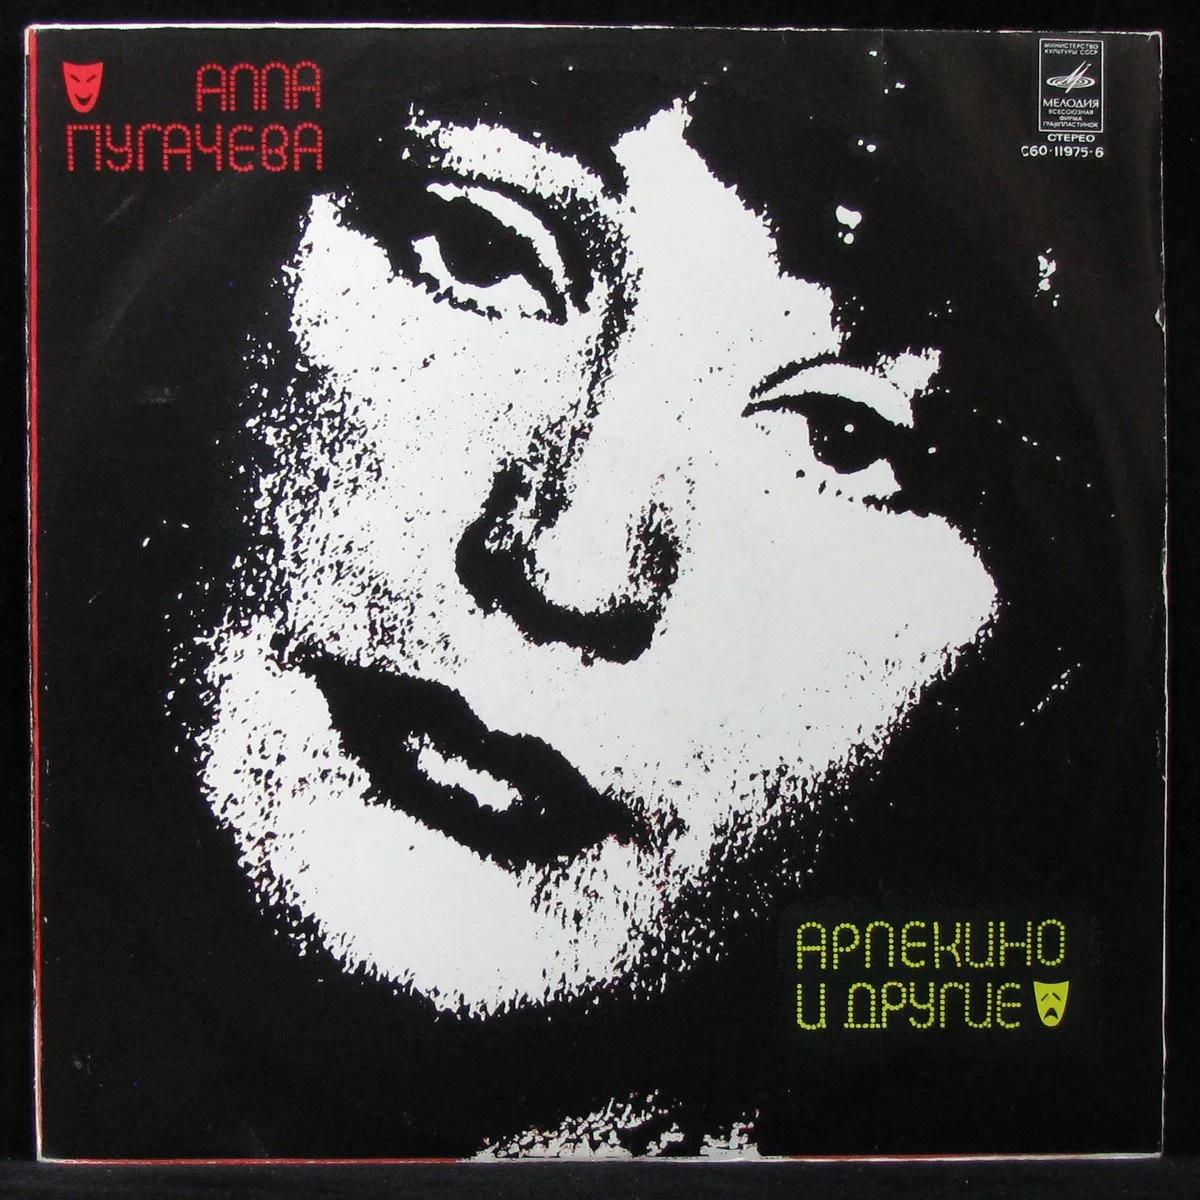 АЛЛА
ПУГАЧЕВА
МИНИСТЕРСТВО
КУЛЬТУРЫ СССР
МЕЛОДИЯ
ВСЕСОЮЗНАЯ
ФИРМА
ГРАМПЛАСТИНОК
СТЕРЕО
С60-11975-6
АРЛЕКИНО
И ДРУГИЕ